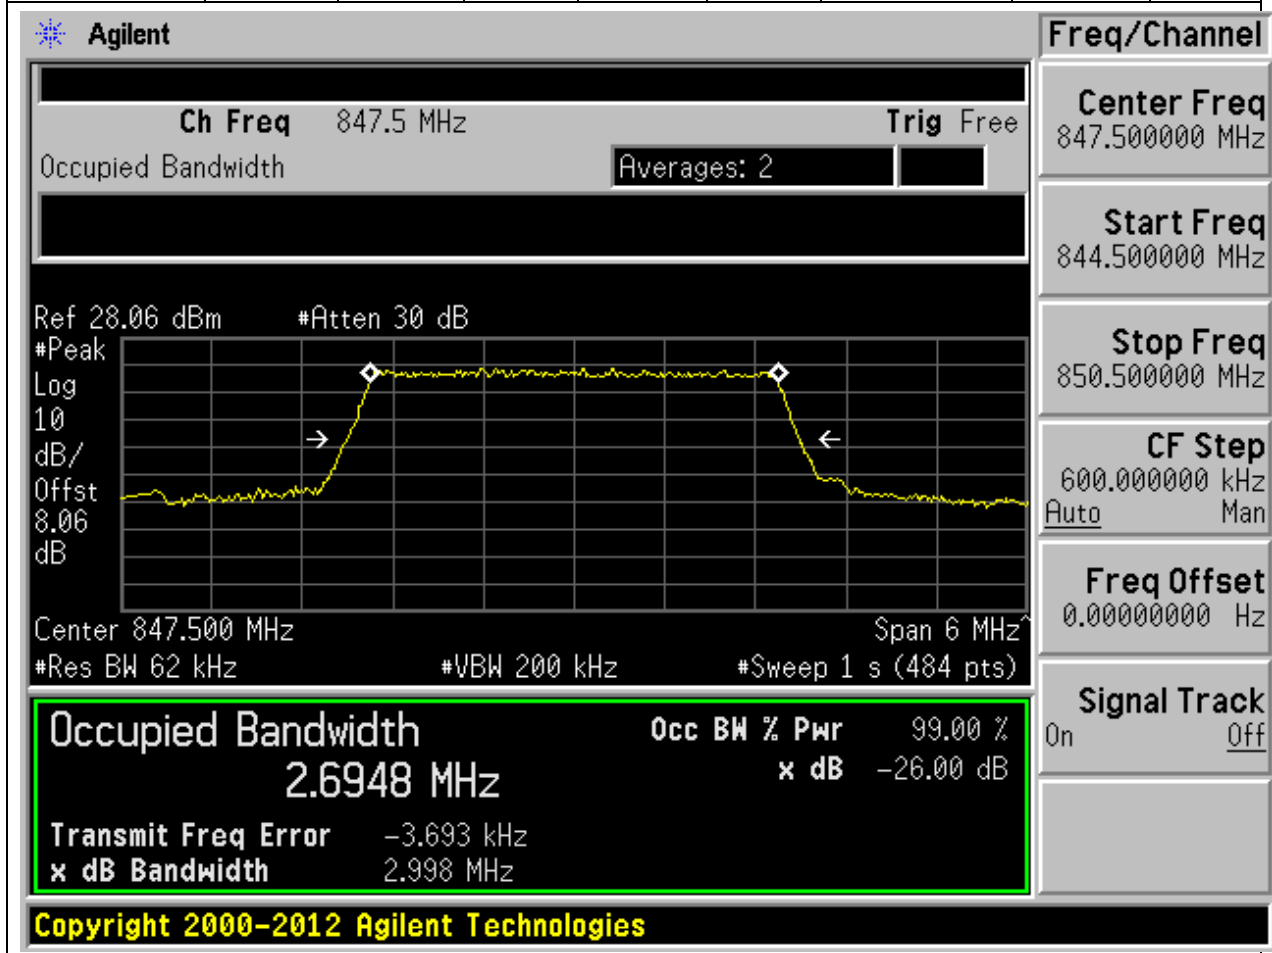 Agilent
Freq/Channel
Ch Freq 847.5 MHz Trig Free
Occupied Bandwidth Averages: 2
Center Freq
847.500000 MHz
Start Freq
844.500000 MHz
Stop Freq
850.500000 MHz
CF Step
600.000000 kHz
Auto Man
Freq Offset
0.00000000 Hz
Signal Track
On Off
Ref 28.06 dBm #Atten 30 dB
#Peak
Log
10
dB/
Offst
8.06
dB
Center 847.500 MHz Span 6 MHz^
#Res BW 62 kHz #VBW 200 kHz #Sweep 1 s (484 pts)
Occupied Bandwidth Occ BW % Pwr 99.00 %
2.6948 MHz x dB -26.00 dB
Transmit Freq Error -3.693 kHz
x dB Bandwidth 2.998 MHz
Copyright 2000-2012 Agilent Technologies